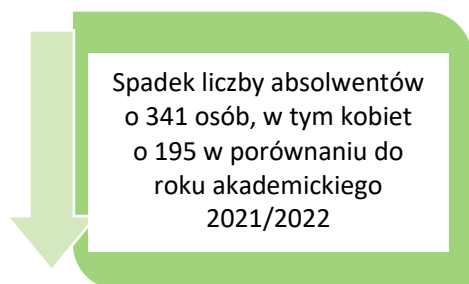 Spadek liczby absolwentów
o 341 osób, w tym kobiet
o 195 w porównaniu do
roku akademickiego
2021/2022